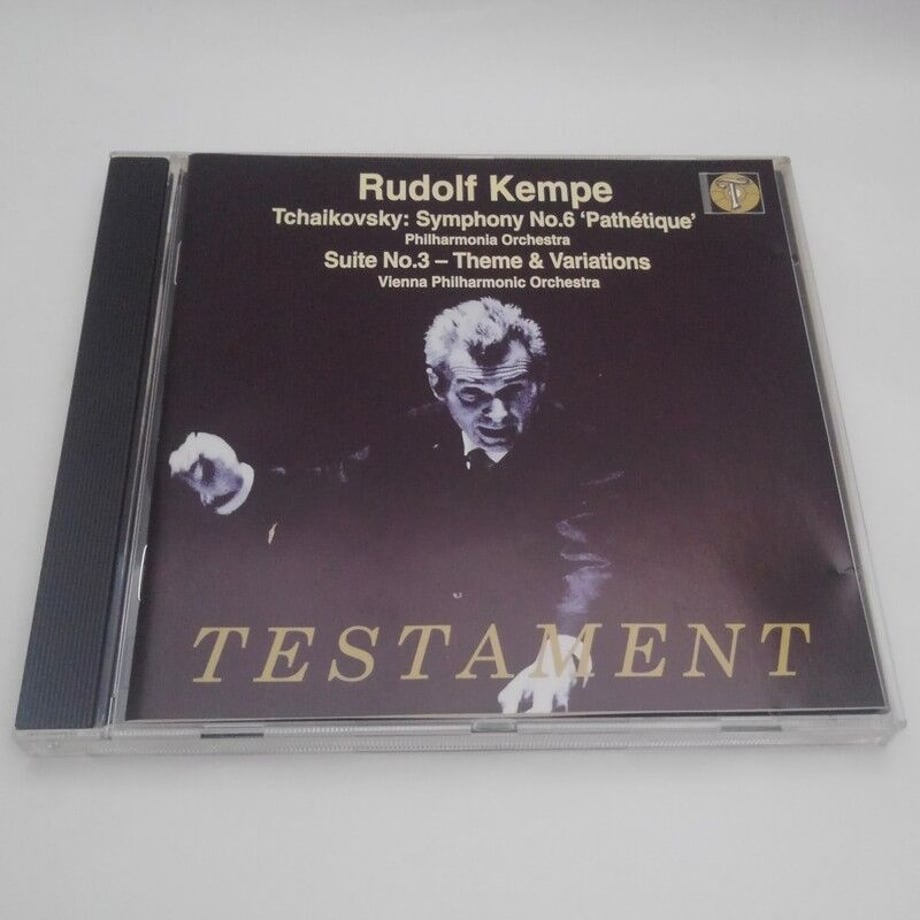 Rudolf Kempe
T
Tchaikovsky: Symphony No.6 ‘Pathétique’
Philharmonia Orchestra
Suite No.3 – Theme & Variations
Vienna Philharmonic Orchestra
TESTAMENT